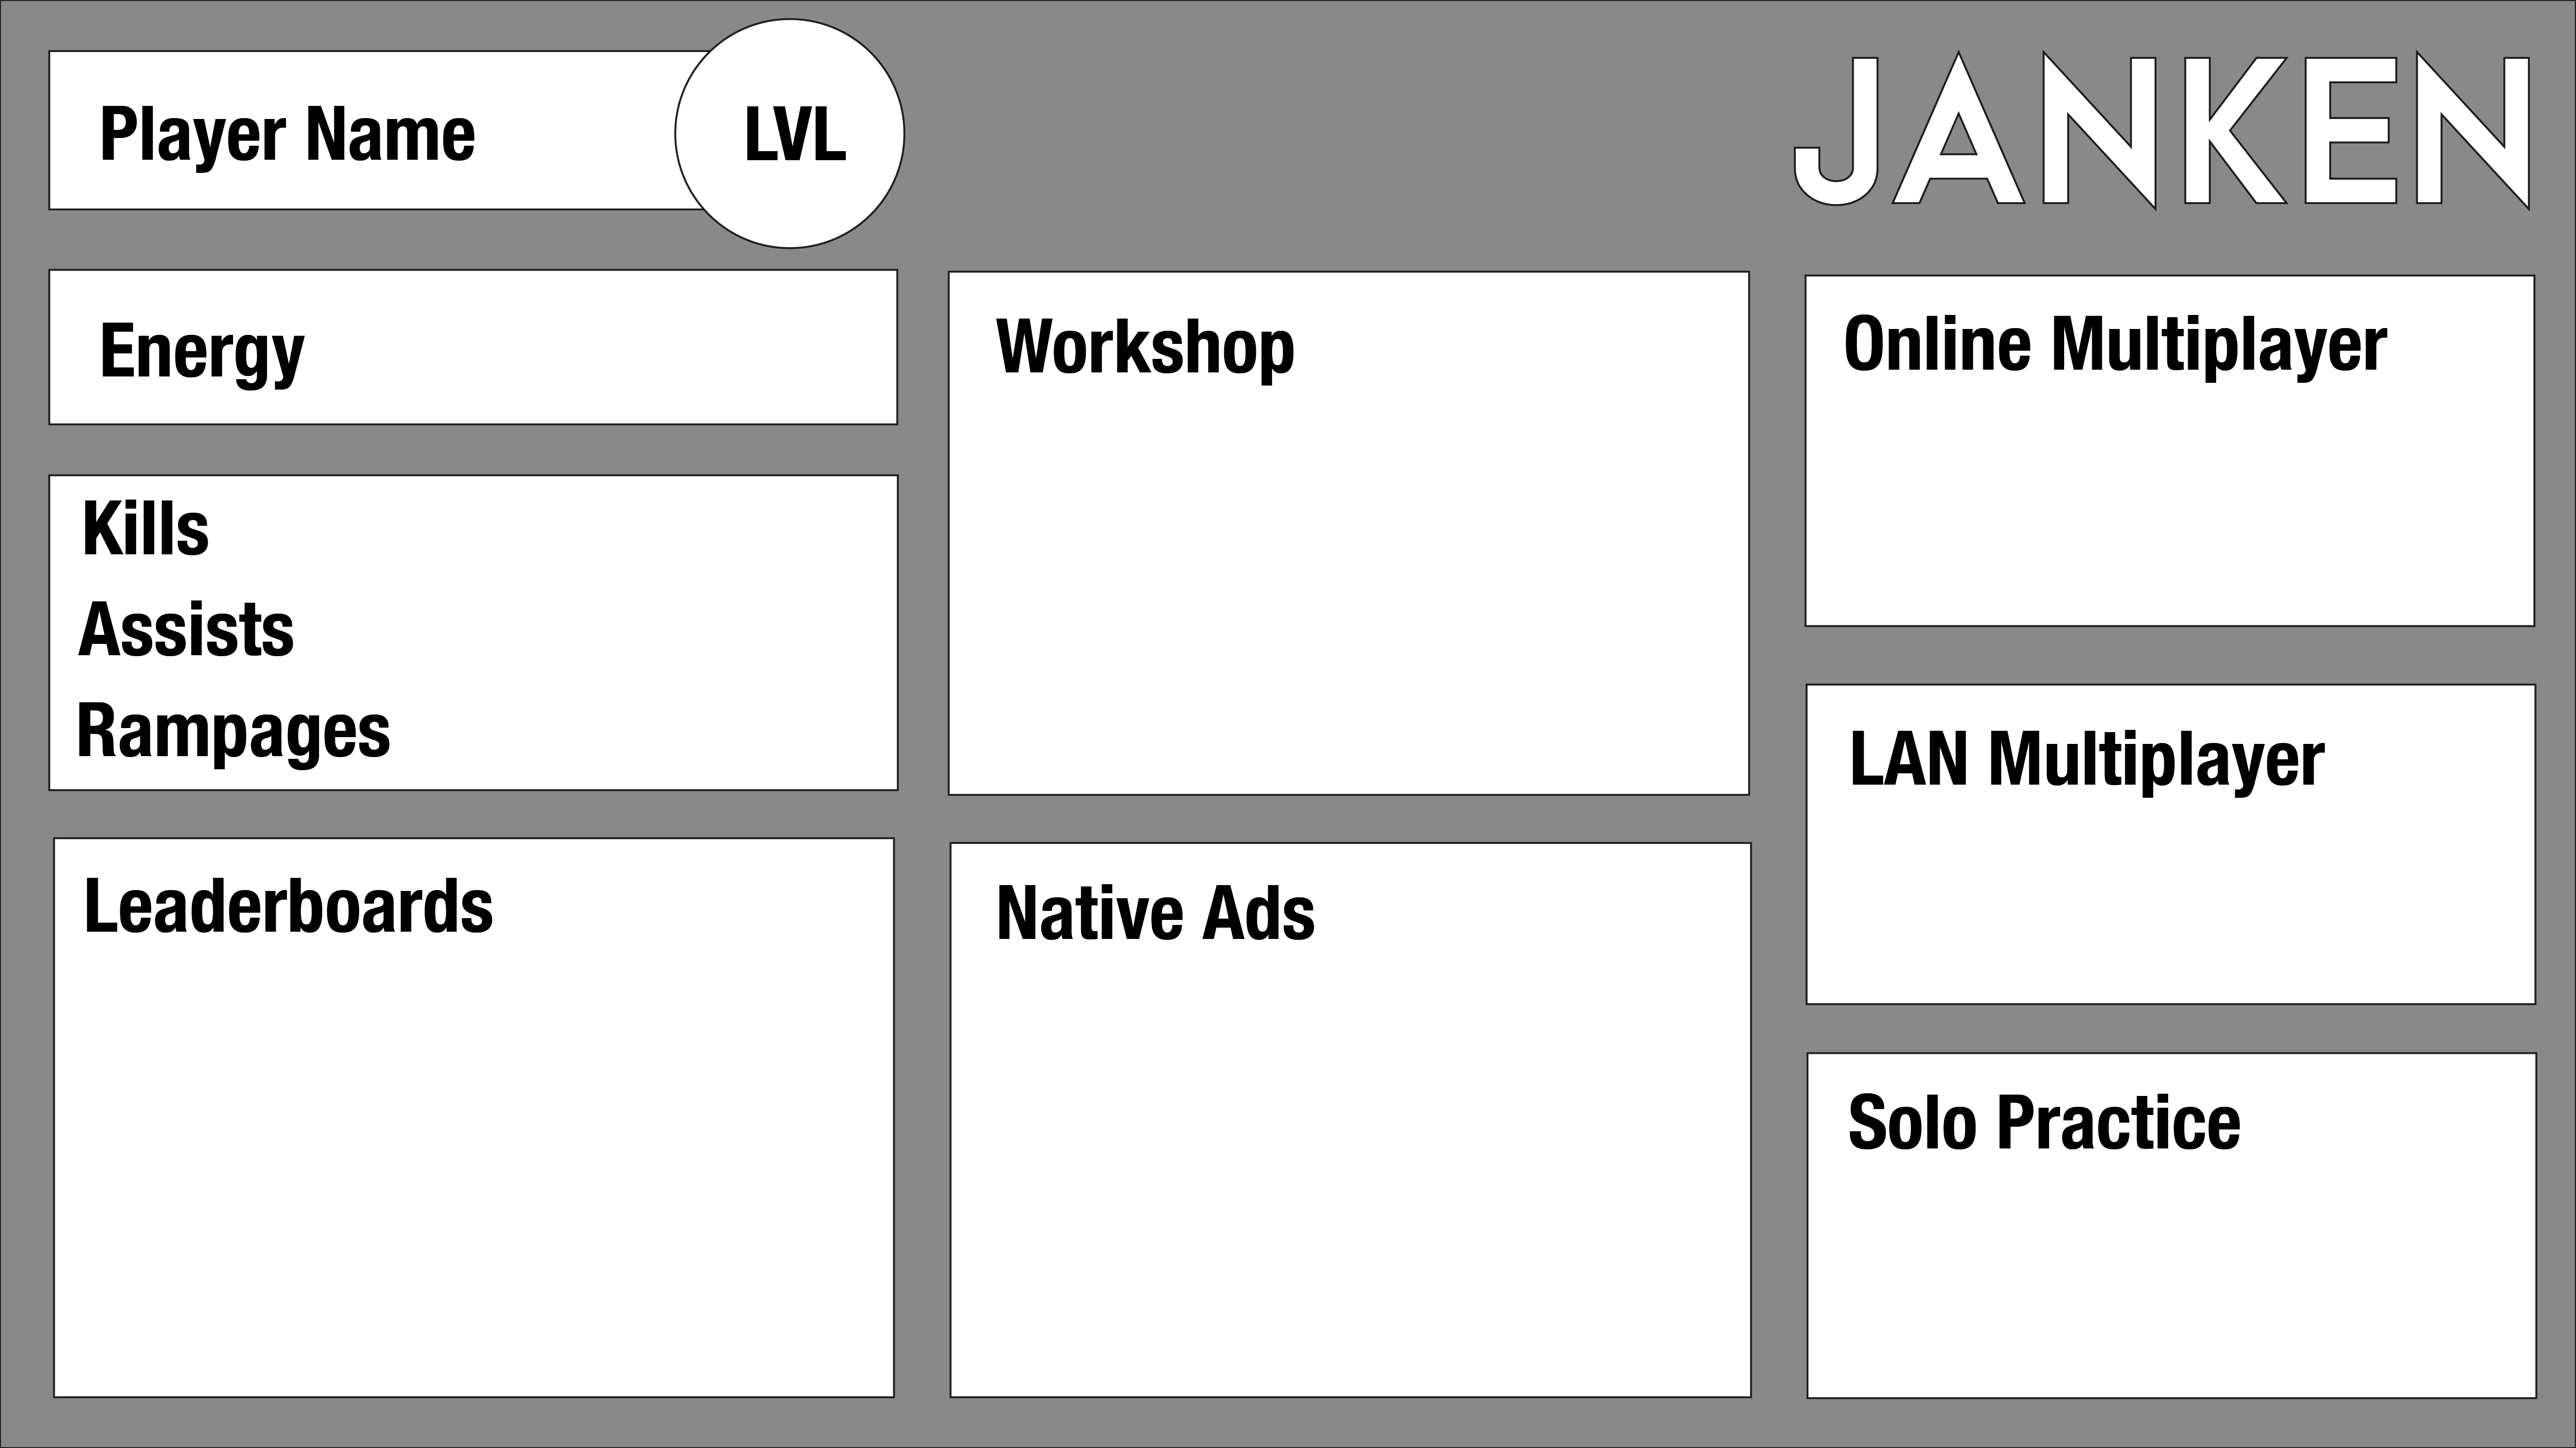 Player Name
LVL
JANKEN
Energy
Kills
Assists
Rampages
Leaderboards
Workshop
Native Ads
Online Multiplayer
LAN Multiplayer
Solo Practice